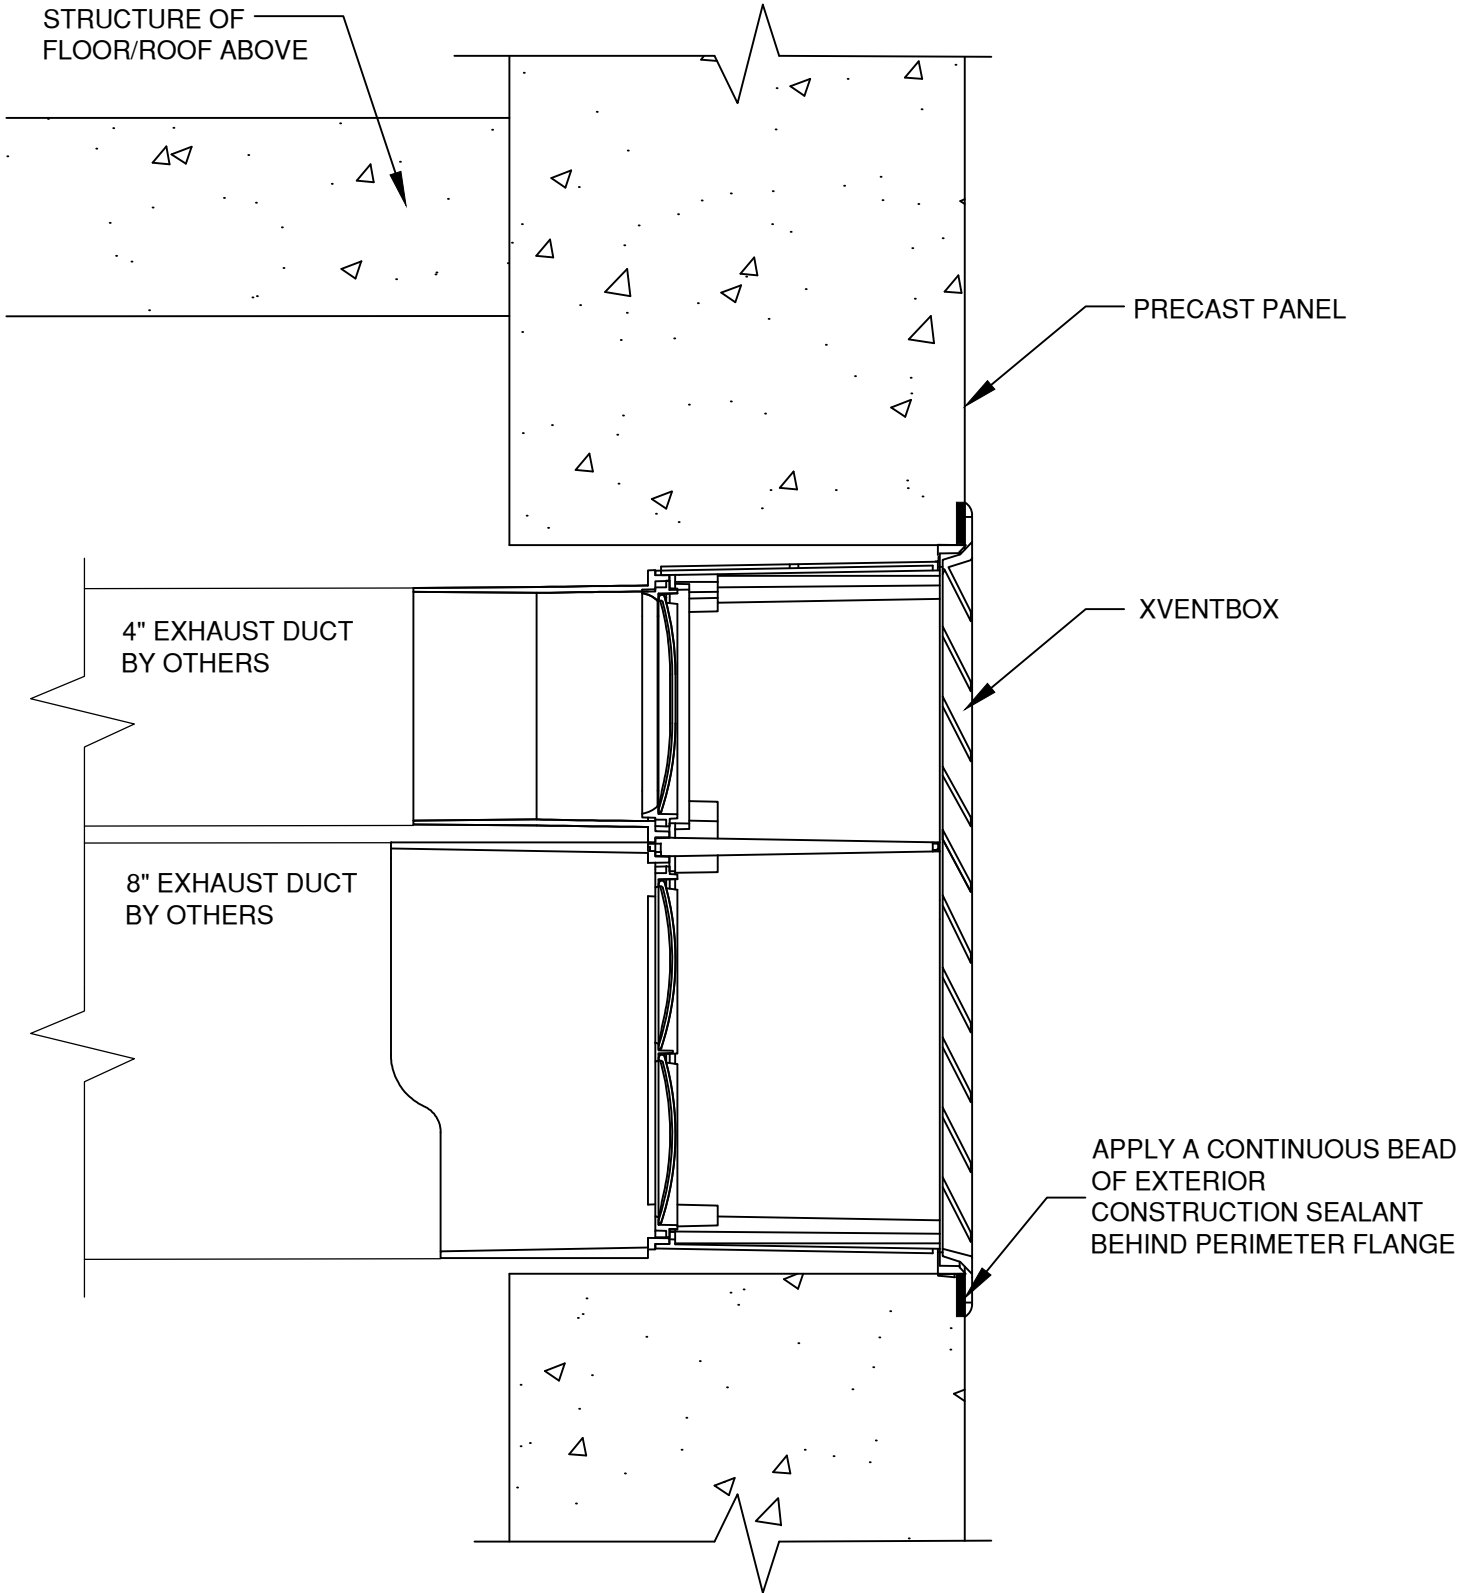 STRUCTURE OF
FLOOR/ROOF ABOVE
PRECAST PANEL
XVENTBOX
4" EXHAUST DUCT
BY OTHERS
8" EXHAUST DUCT
BY OTHERS
APPLY A CONTINUOUS BEAD
OF EXTERIOR
CONSTRUCTION SEALANT
BEHIND PERIMETER FLANGE